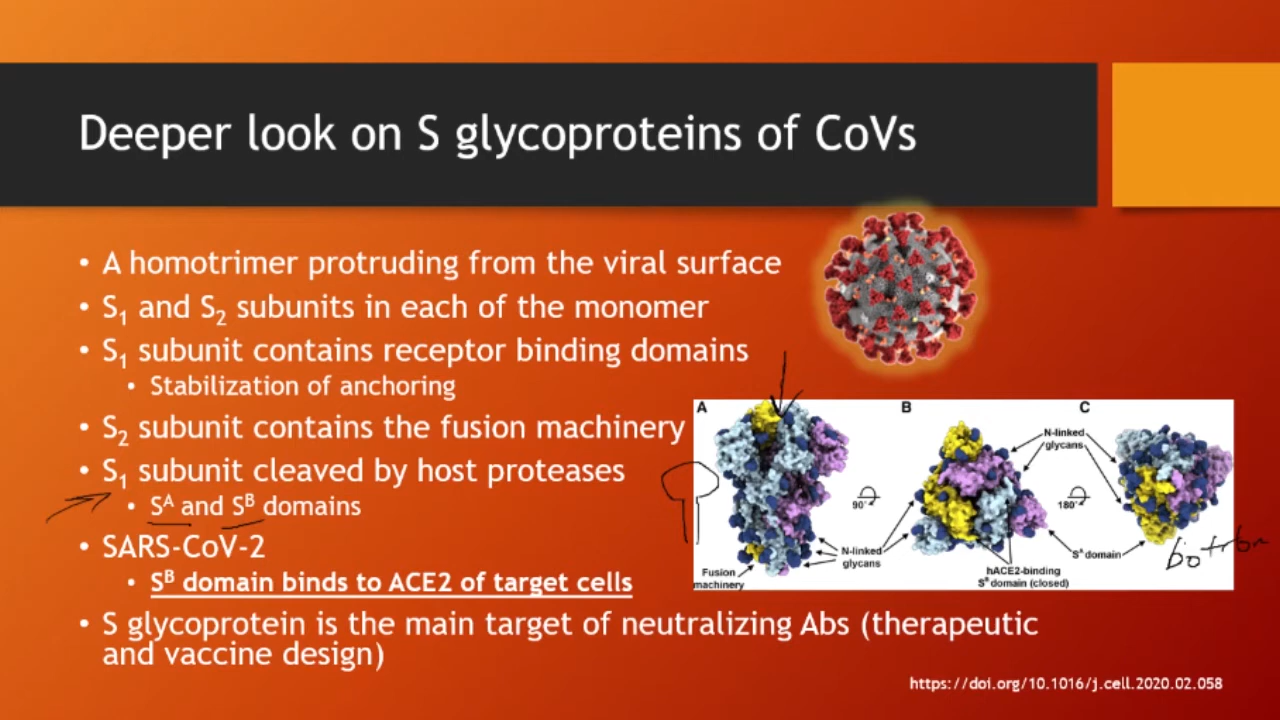 Deeper look on S glycoproteins of CoVs
• A homotrimer protruding from the viral surface
• S₁ and S₂ subunits in each of the monomer
• S₁ subunit contains receptor binding domains
• Stabilization of anchoring
• S₂ subunit contains the fusion machinery
• S₁ subunit cleaved by host proteases
• Sᴬ and Sᴮ domains
• SARS-CoV-2
• Sᴮ domain binds to ACE2 of target cells
• S glycoprotein is the main target of neutralizing Abs (therapeutic
and vaccine design)
A
B
C
N-linked
glycans
90°
180°
N-linked
glycans
Sᴬ domain
Fusion
machinery
hACE2-binding
Sᴮ domain (closed)
https://doi.org/10.1016/j.cell.2020.02.058